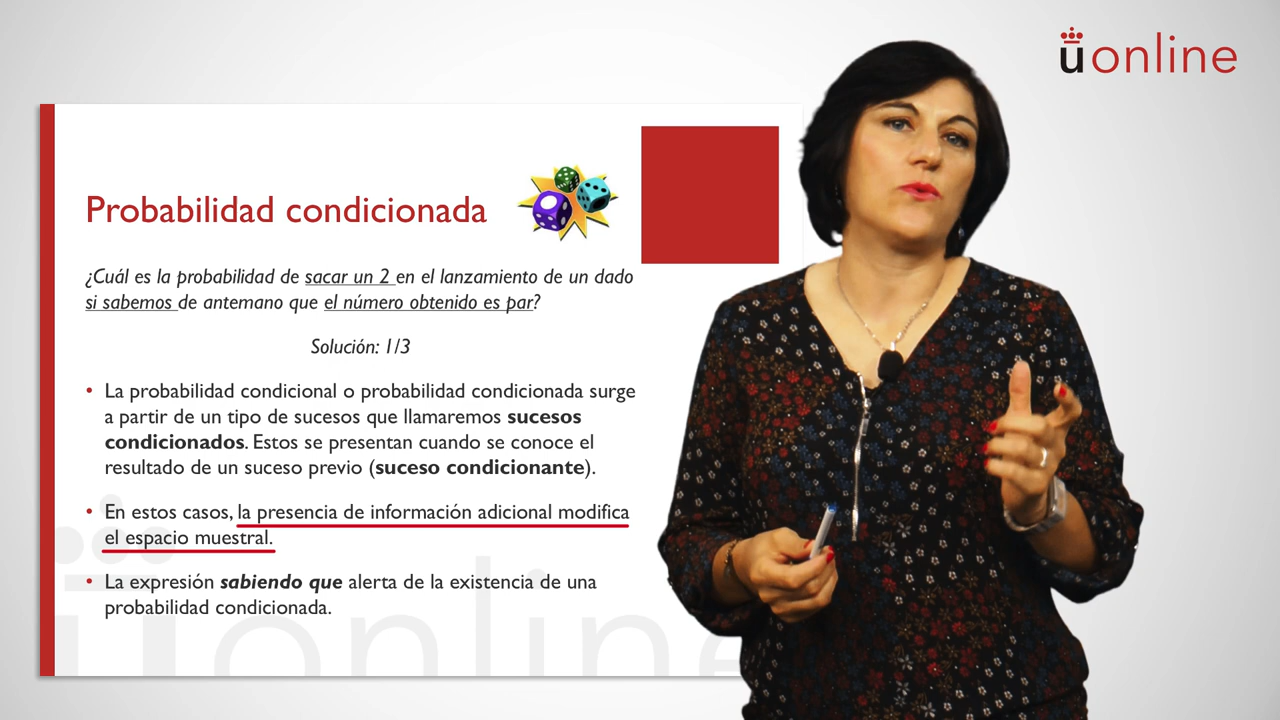 üonline
Probabilidad condicionada
¿Cuál es la probabilidad de sacar un 2 en el lanzamiento de un dado
si sabemos de antemano que el número obtenido es par?
Solución: 1/3
• La probabilidad condicional o probabilidad condicionada surge
a partir de un tipo de sucesos que llamaremos sucesos
condicionados. Estos se presentan cuando se conoce el
resultado de un suceso previo (suceso condicionante).
• En estos casos, la presencia de información adicional modifica
el espacio muestral.
• La expresión sabiendo que alerta de la existencia de una
probabilidad condicionada.
üonline